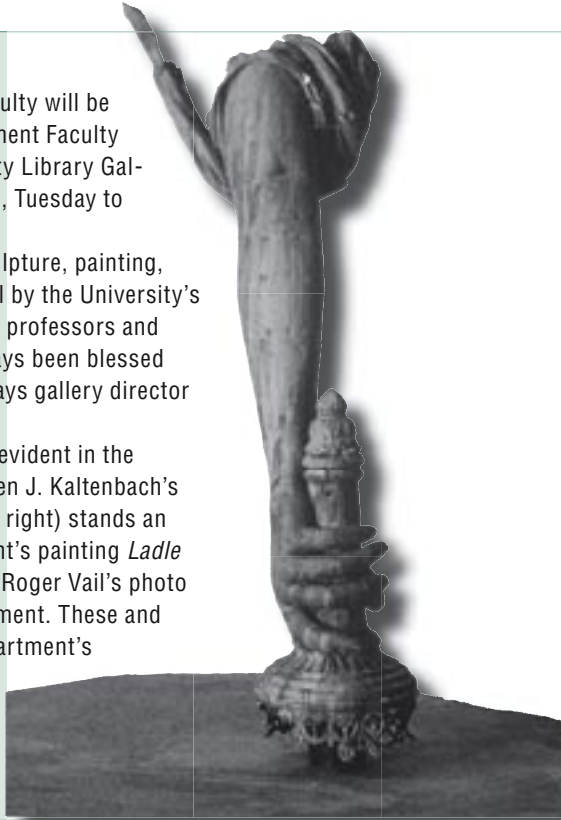 ulty will be
nent Faculty
ty Library Gal-
, Tuesday to
lpture, painting,
l by the University's
professors and
ays been blessed
ays gallery director
evident in the
en J. Kaltenbach's
right) stands an
nt's painting Ladle
Roger Vail's photo
ment. These and
artment's